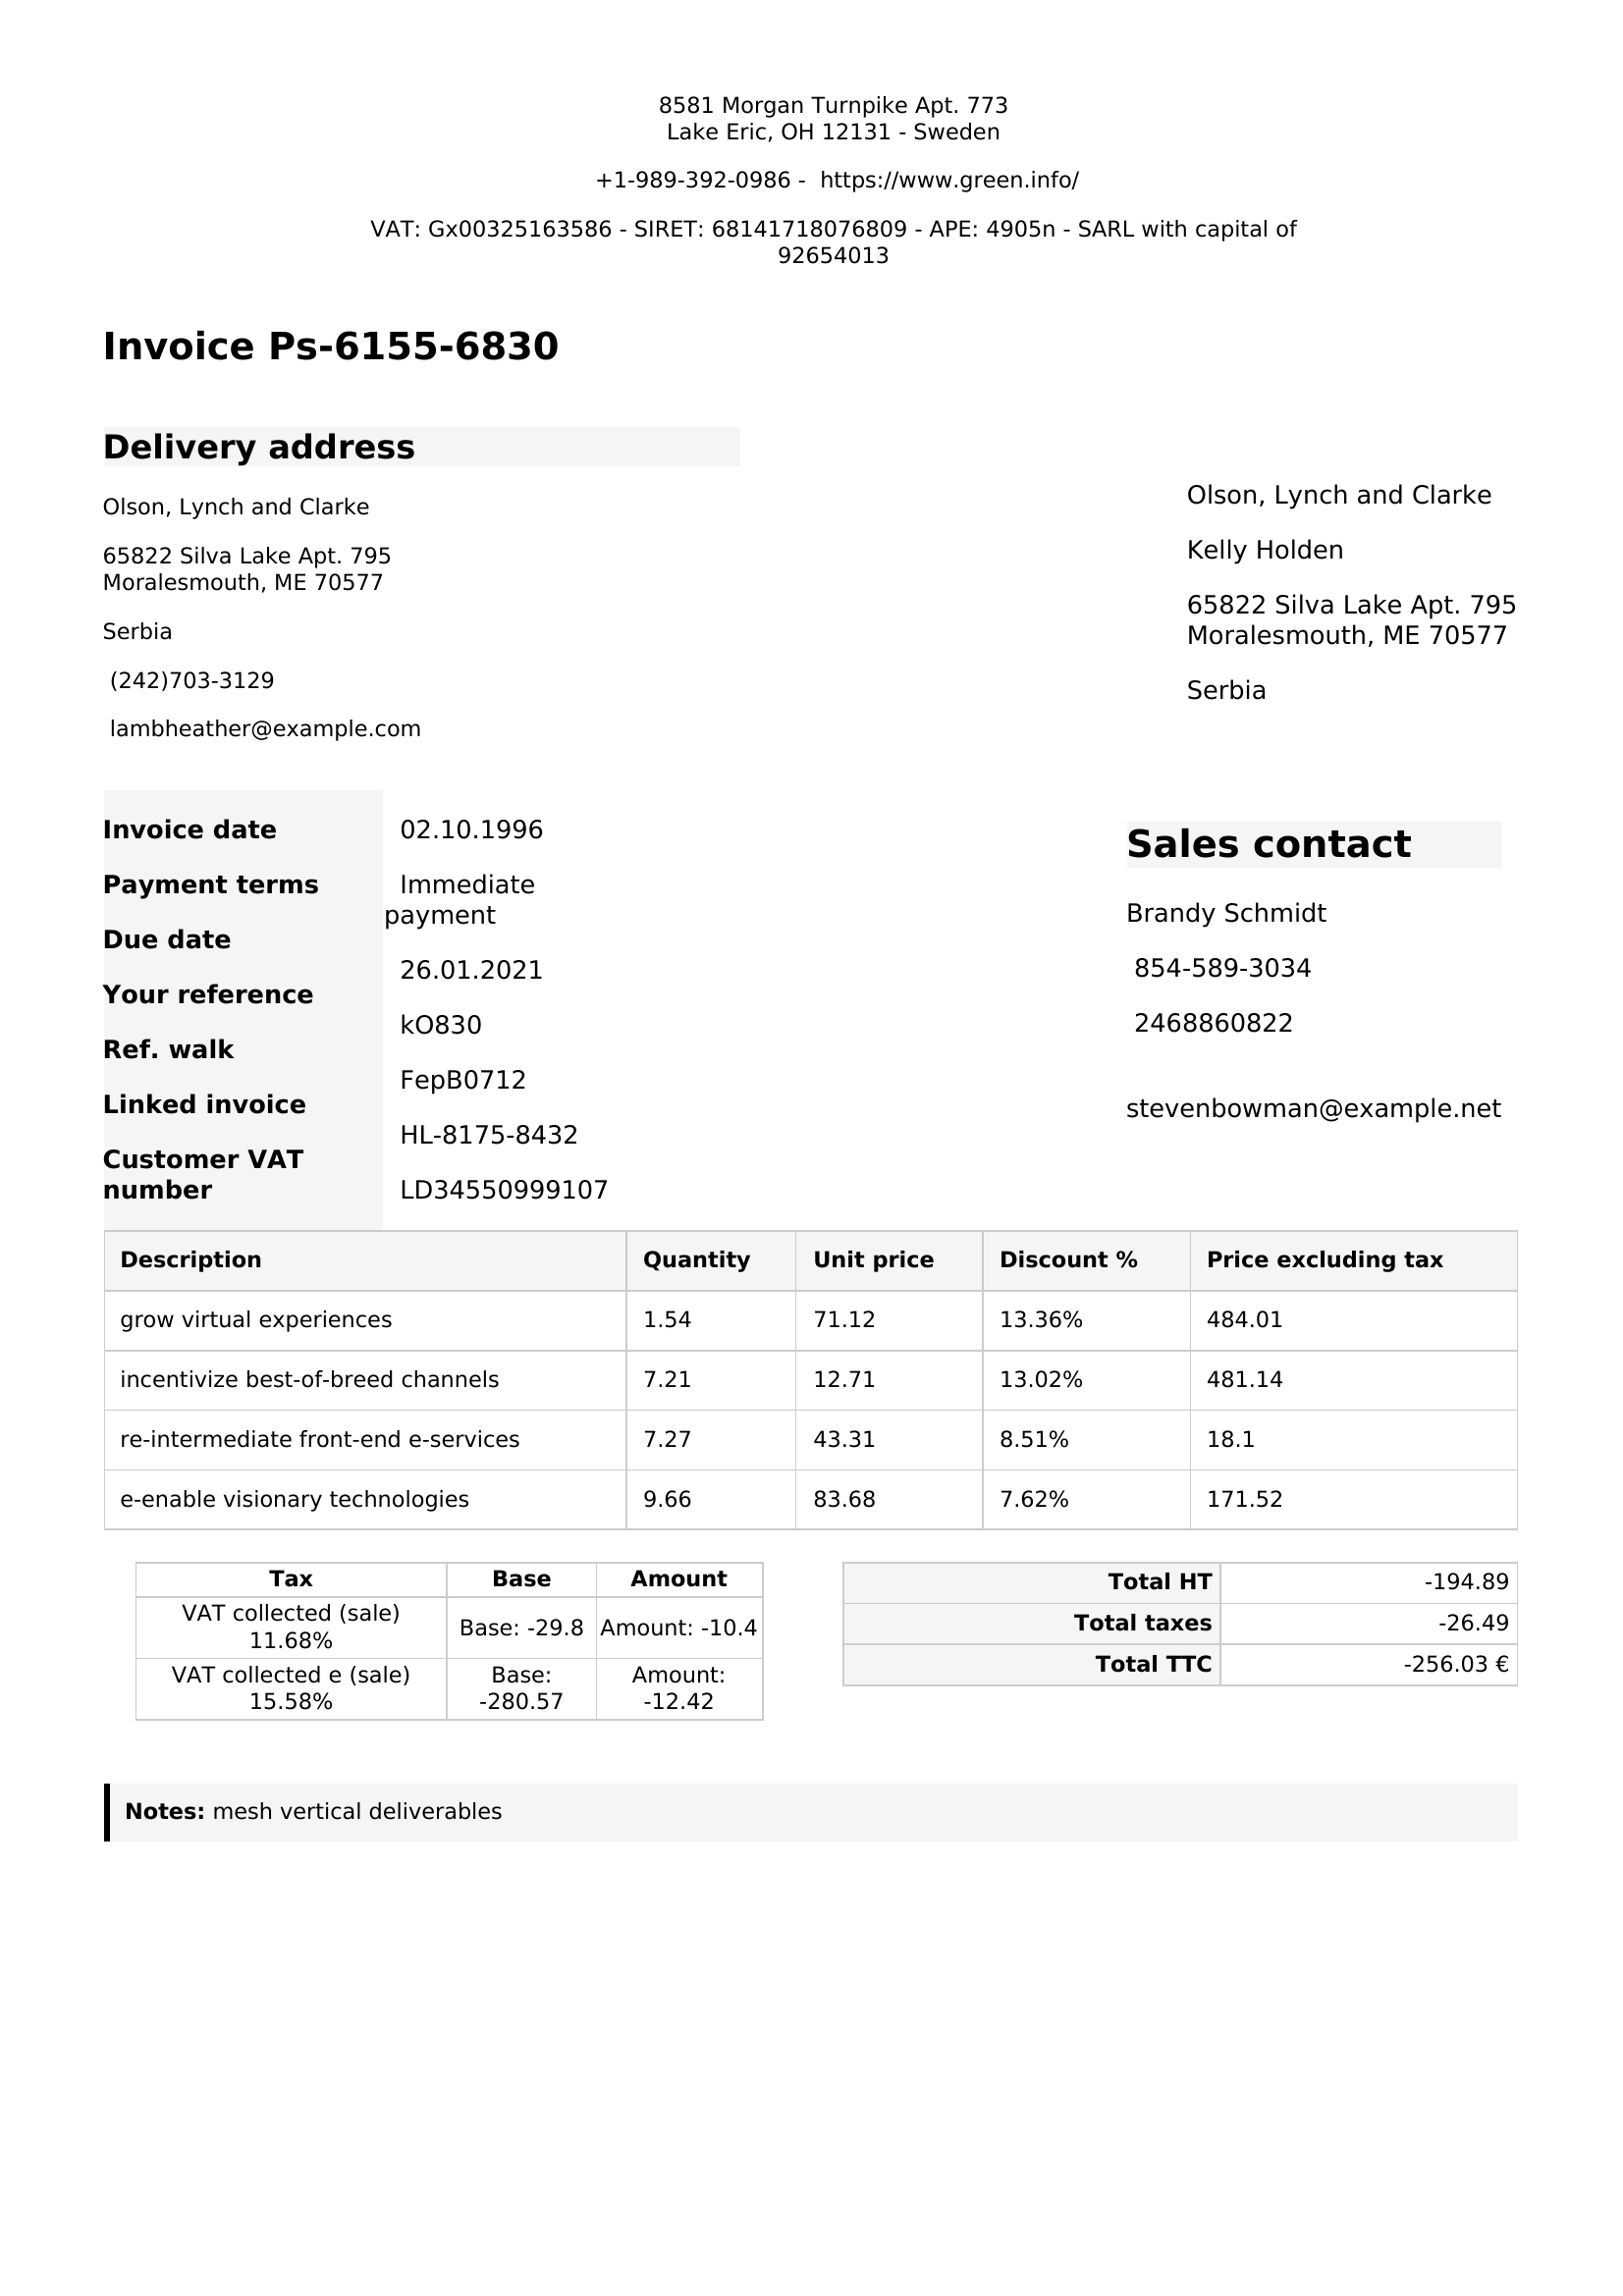 8581 Morgan Turnpike Apt. 773
Lake Eric, OH 12131 - Sweden
+1-989-392-0986 - https://www.green.info/
VAT: Gx00325163586 - SIRET: 68141718076809 - APE: 4905n - SARL with capital of
92654013
Invoice Ps-6155-6830
Delivery address
Olson, Lynch and Clarke
65822 Silva Lake Apt. 795
Moralesmouth, ME 70577
Serbia
(242)703-3129
lambheather@example.com
Olson, Lynch and Clarke
Kelly Holden
65822 Silva Lake Apt. 795
Moralesmouth, ME 70577
Serbia
Invoice date
Payment terms
Due date
Your reference
Ref. walk
Linked invoice
Customer VAT
number
02.10.1996
Immediate
payment
26.01.2021
kO830
FepB0712
HL-8175-8432
LD34550999107
Sales contact
Brandy Schmidt
854-589-3034
2468860822
stevenbowman@example.net
Description Quantity Unit price Discount % Price excluding tax
grow virtual experiences 1.54 71.12 13.36% 484.01
incentivize best-of-breed channels 7.21 12.71 13.02% 481.14
re-intermediate front-end e-services 7.27 43.31 8.51% 18.1
e-enable visionary technologies 9.66 83.68 7.62% 171.52
Tax Base Amount
VAT collected (sale)
11.68%
Base: -29.8 Amount: -10.4
VAT collected e (sale)
15.58%
Base:
-280.57
Amount:
-12.42
Total HT -194.89
Total taxes -26.49
Total TTC -256.03 €
Notes: mesh vertical deliverables